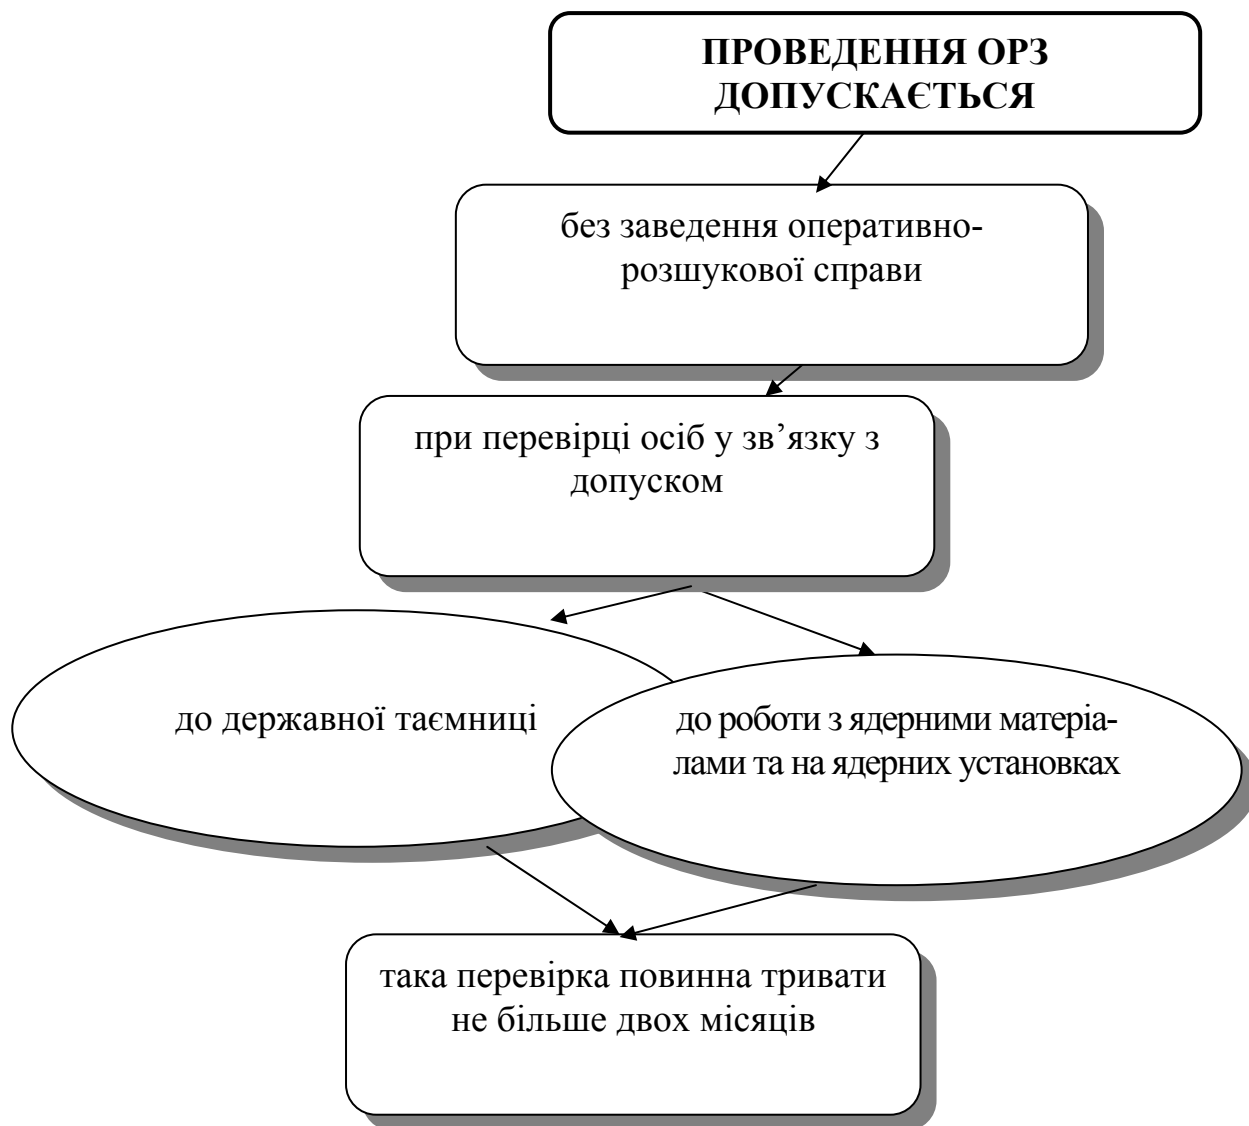 ПРОВЕДЕННЯ ОРЗ
ДОПУСКАЄТЬСЯ
без заведення оперативно-
розшукової справи
при перевірці осіб у зв’язку з
допуском
до державної таємниці
до роботи з ядерними матеріа-
лами та на ядерних установках
така перевірка повинна тривати
не більше двох місяців